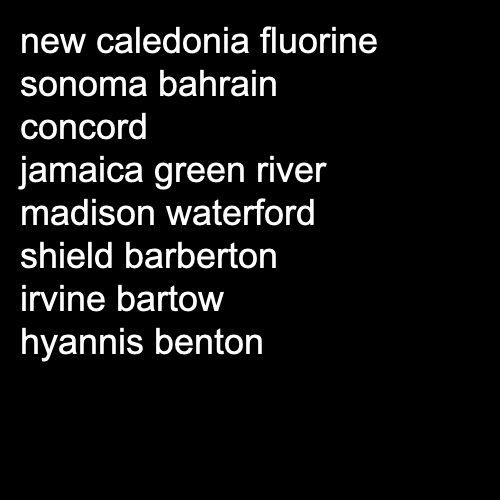 new caledonia fluorine
sonoma bahrain
concord
jamaica green river
madison waterford
shield barberton
irvine bartow
hyannis benton